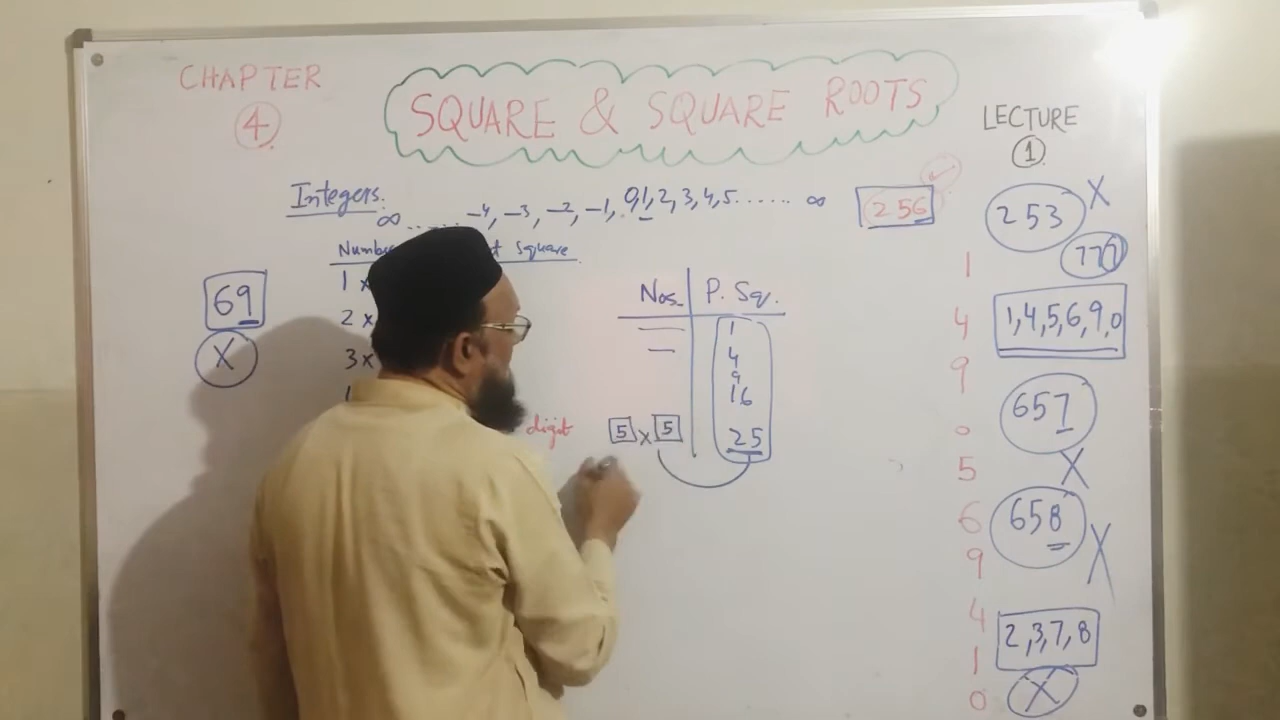 CHAPTER
4
SQUARE & SQUARE ROOTS
LECTURE
1
Integers.
∞ ...... -4, -3, -2, -1, 0, 1, 2, 3, 4, 5 ...... ∞
256
253 X
777
Square
1 x
2 x
3 x
69
X
digit
Nos. P. Sq.
1
4
9
16
5 x 5 25
1
4
9
0
5
6
9
4
1
0
1,4,5,6,9,0
657
X
658
X
2,3,7,8
X